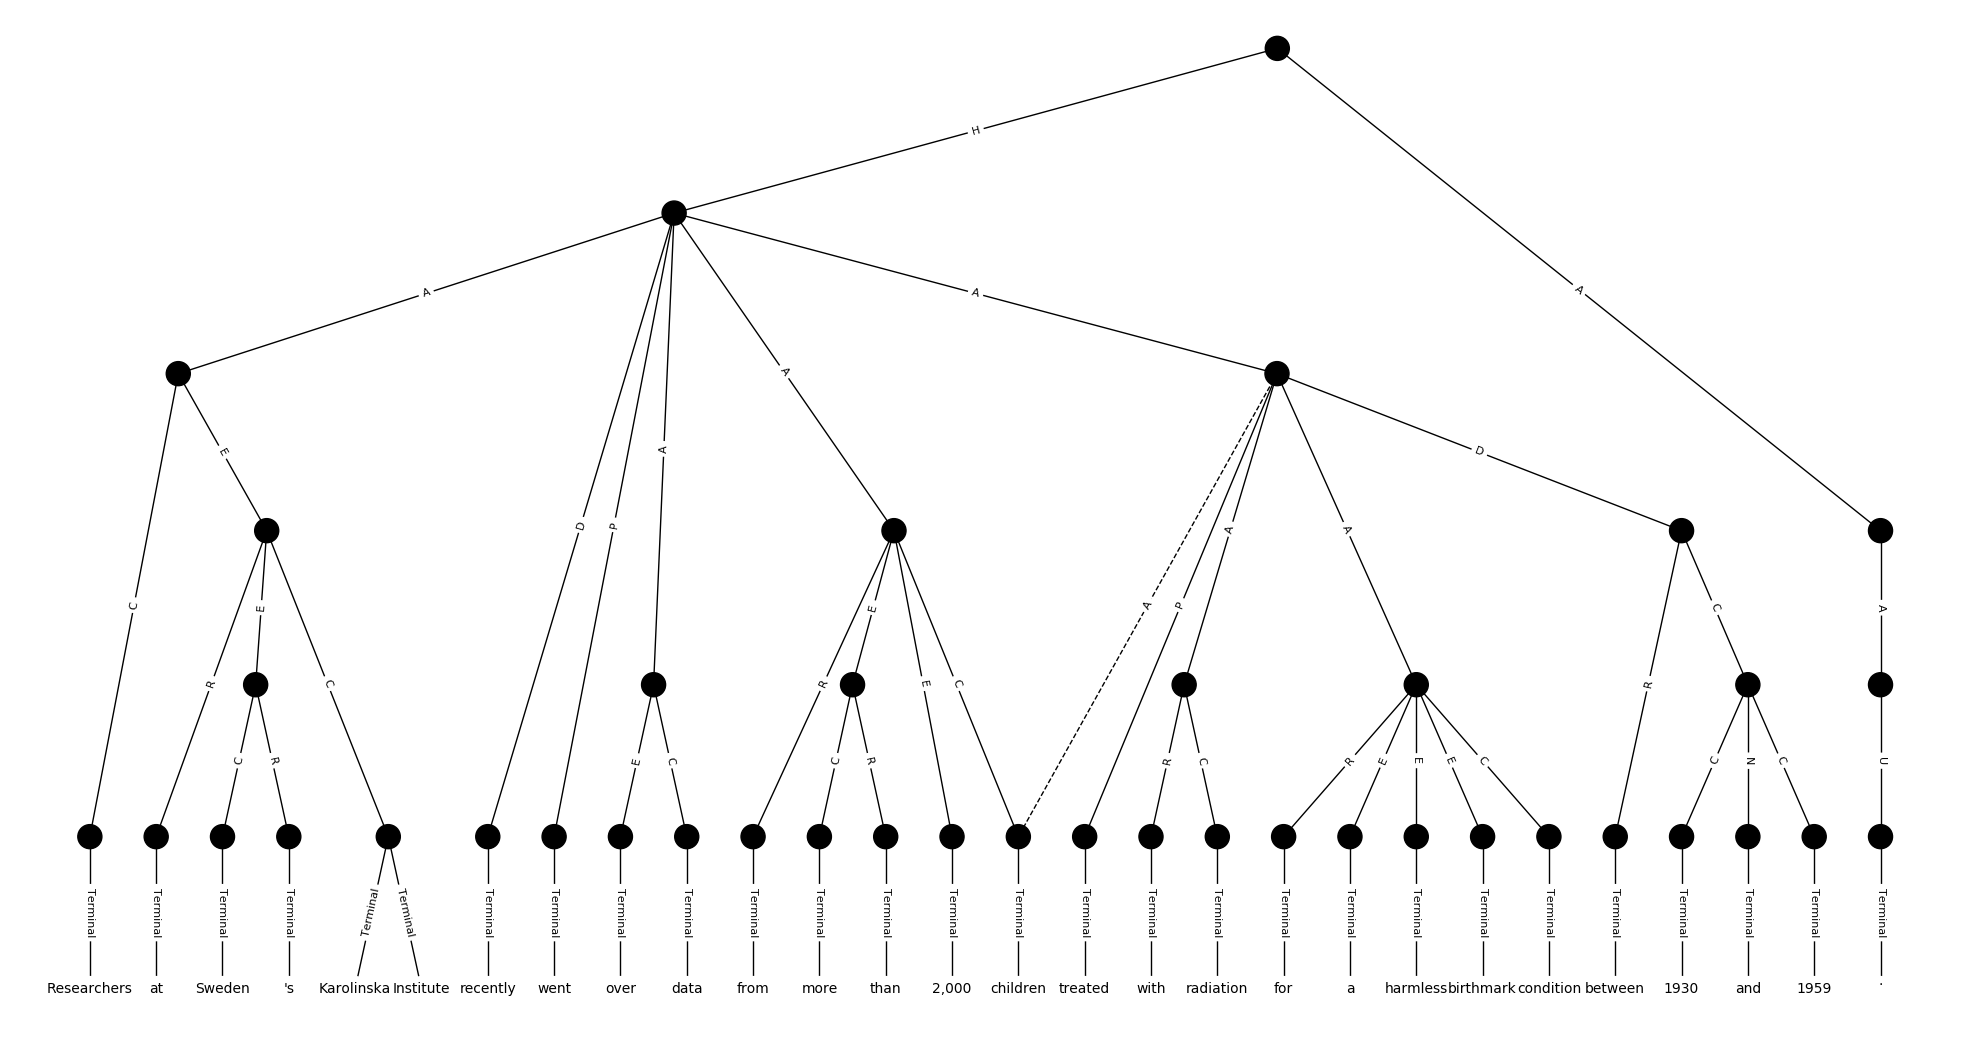 H
A A A
A
E D
A P A A
C A P
E E A C
R C R E E C R
C R E C C R R C R E E E C C N C U
Terminal Terminal Terminal Terminal Terminal Terminal Terminal Terminal Terminal Terminal Terminal Terminal Terminal Terminal Terminal Terminal Terminal Terminal Terminal Terminal Terminal Terminal Terminal Terminal Terminal Terminal Terminal Terminal Terminal
Researchers at Sweden 's Karolinska Institute recently went over data from more than 2,000 children treated with radiation for a harmless birthmark condition between 1930 and 1959 .